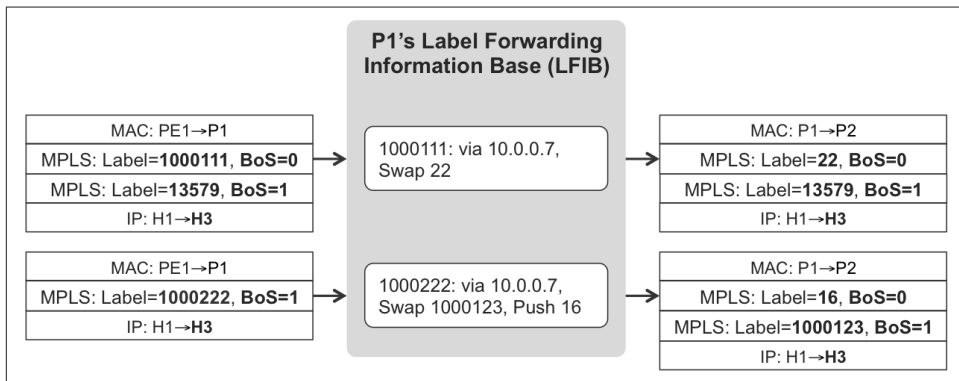 P1's Label Forwarding
Information Base (LFIB)
MAC: PE1→P1
MPLS: Label=1000111, BoS=0
MPLS: Label=13579, BoS=1
IP: H1→H3
1000111: via 10.0.0.7,
Swap 22
MAC: P1→P2
MPLS: Label=22, BoS=0
MPLS: Label=13579, BoS=1
IP: H1→H3
MAC: PE1→P1
MPLS: Label=1000222, BoS=1
IP: H1→H3
1000222: via 10.0.0.7,
Swap 1000123, Push 16
MAC: P1→P2
MPLS: Label=16, BoS=0
MPLS: Label=1000123, BoS=1
IP: H1→H3